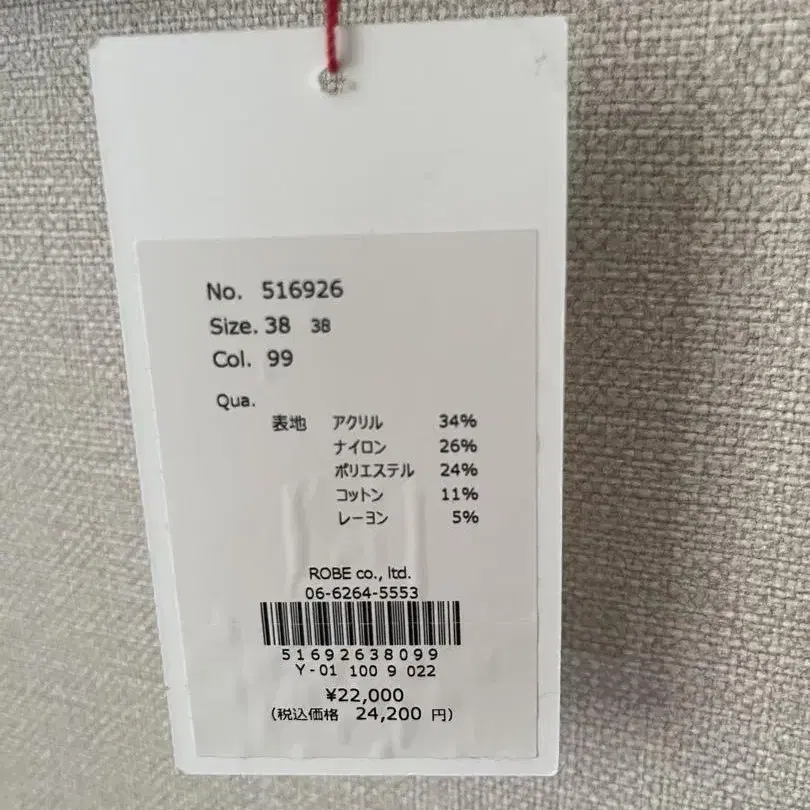 No. 516926
Size. 38 38
Col. 99
Qua.
表地 アクリル 34%
ナイロン 26%
ポリエステル 24%
コットン 11%
レーヨン 5%
ROBE co., ltd.
06-6264-5553
51692638099
Y-01 100 9 022
¥22,000
(税込価格 24,200 円)